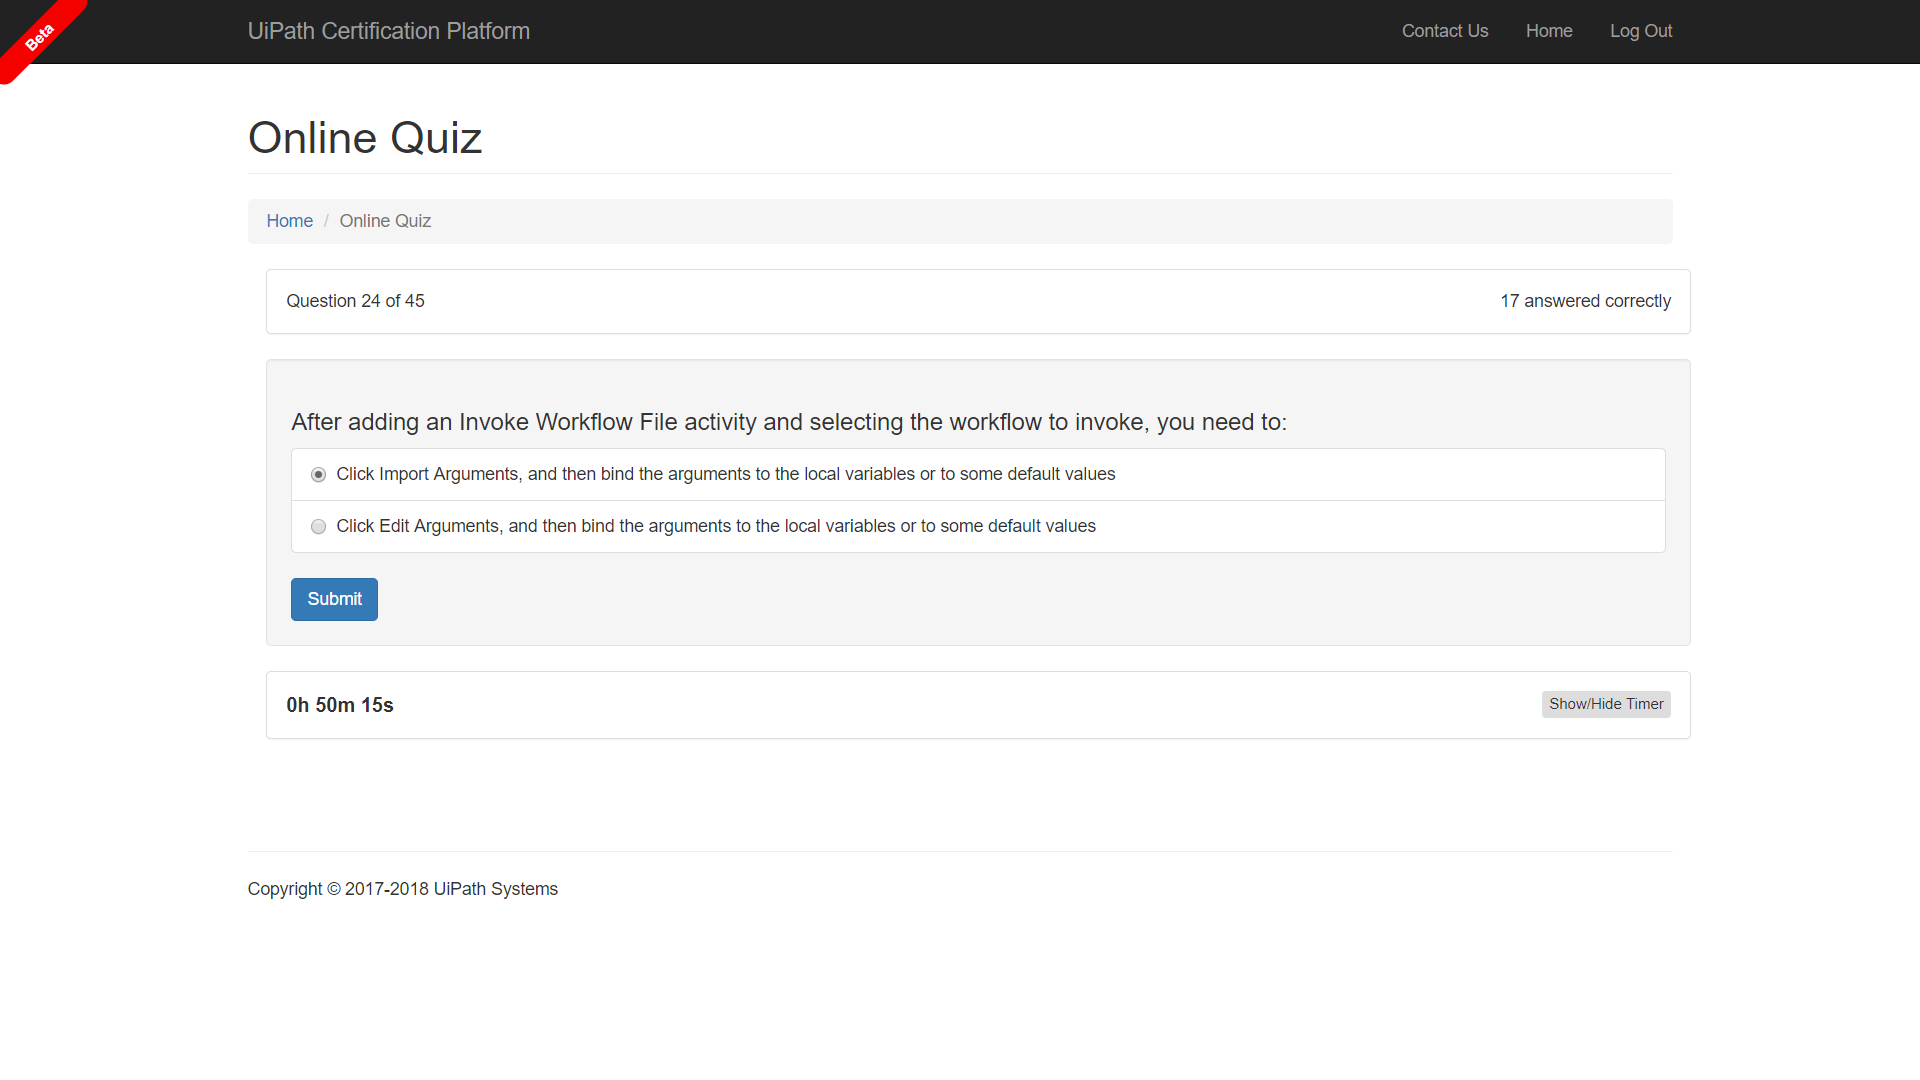 Beta
UiPath Certification Platform
Contact Us
Home
Log Out
Online Quiz
Home / Online Quiz
Question 24 of 45
17 answered correctly
After adding an Invoke Workflow File activity and selecting the workflow to invoke, you need to:
Click Import Arguments, and then bind the arguments to the local variables or to some default values
Click Edit Arguments, and then bind the arguments to the local variables or to some default values
Submit
0h 50m 15s
Show/Hide Timer
Copyright © 2017-2018 UiPath Systems